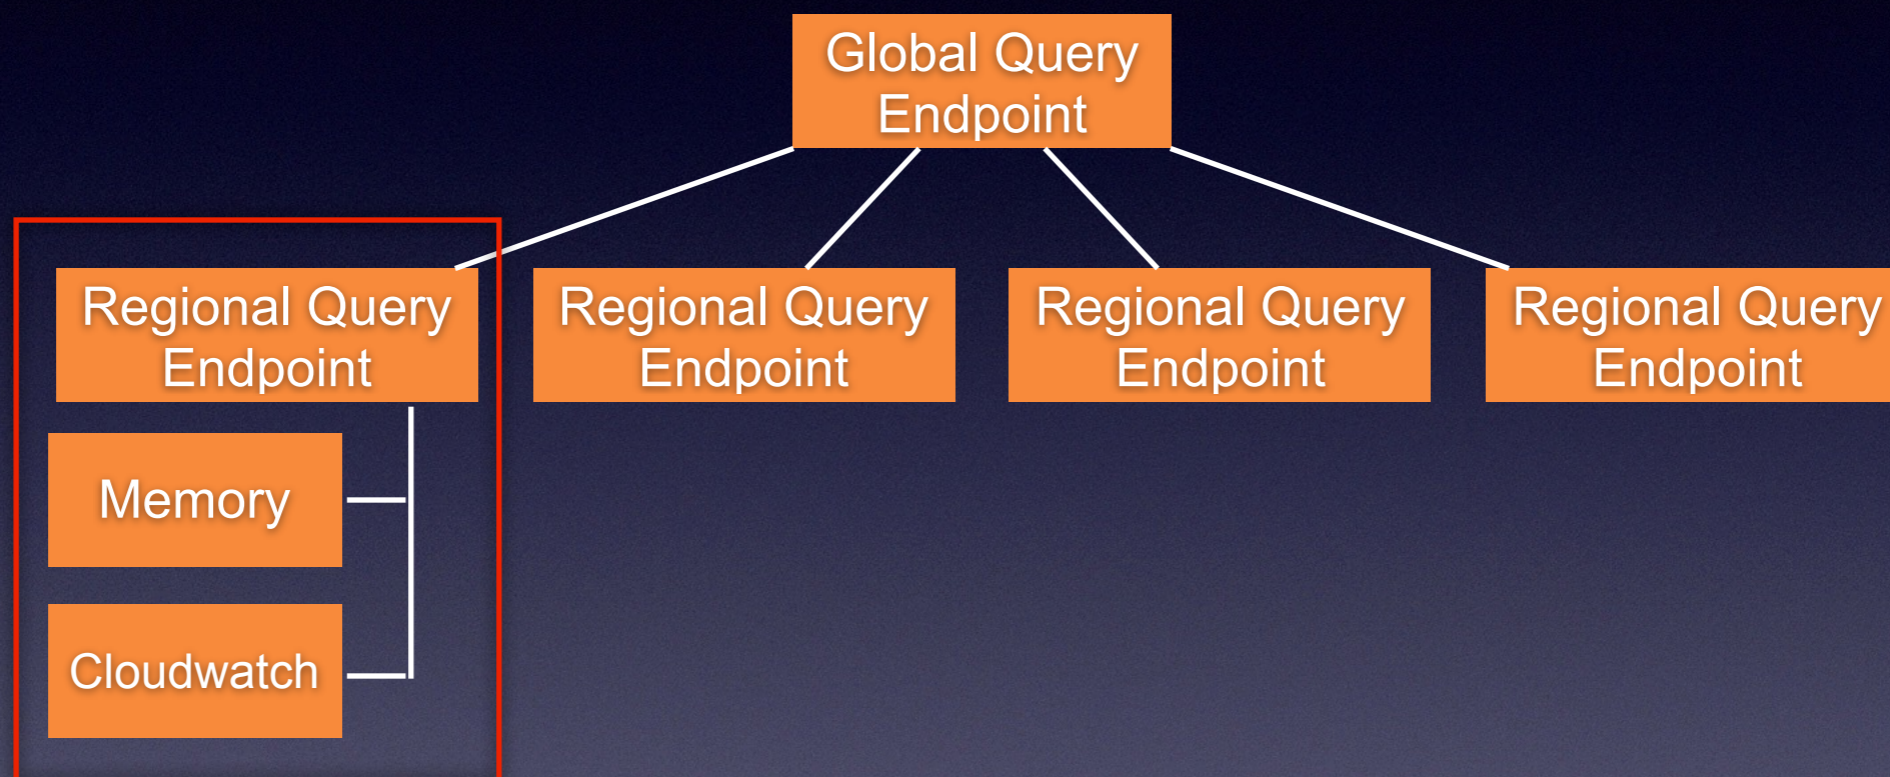 Global Query
Endpoint
Regional Query
Endpoint
Regional Query
Endpoint
Regional Query
Endpoint
Regional Query
Endpoint
Memory
Cloudwatch